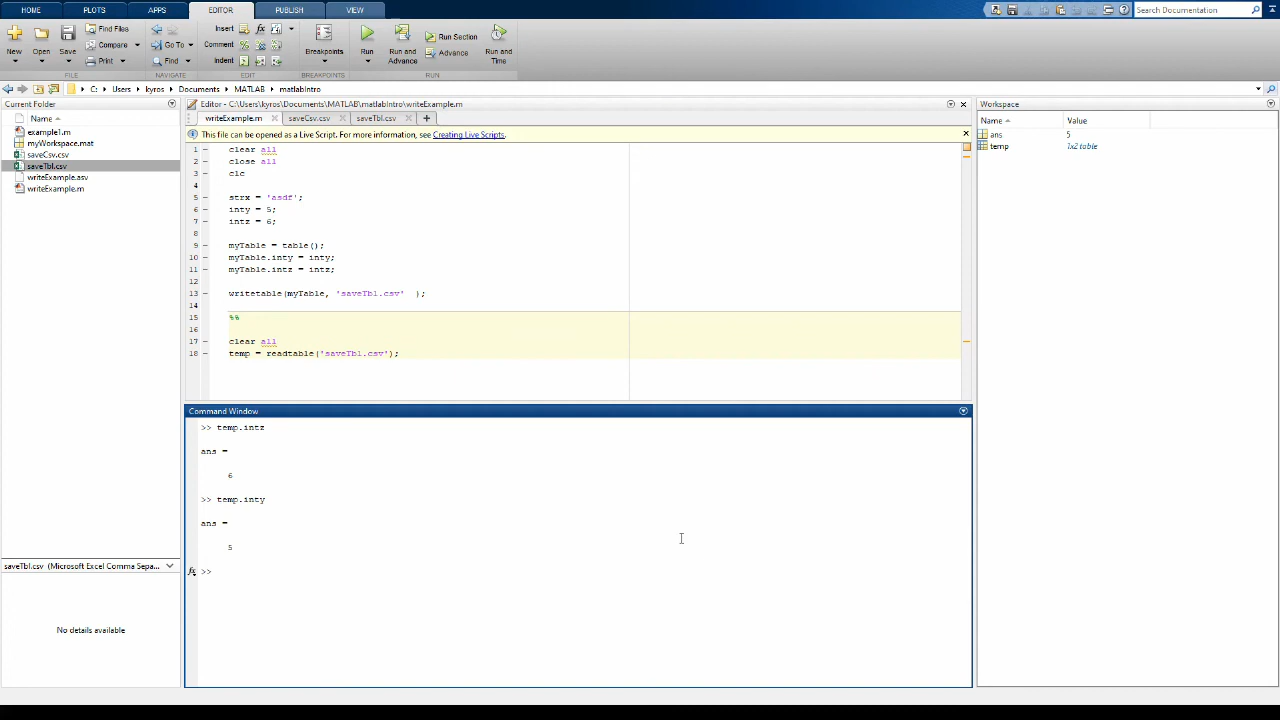 HOME PLOTS APPS EDITOR PUBLISH VIEW
Search Documentation
New Open Save
Find Files
Compare
Print
Go To
Find
Insert
Comment
Indent
Breakpoints
Run
Run and Advance
Run Section
Advance
Run and Time
FILE NAVIGATE EDIT BREAKPOINTS RUN
C: Users kyros Documents MATLAB matlabIntro
Current Folder
Name
example1.m
myWorkspace.mat
saveCsv.csv
saveTbl.csv
writeExample.asv
writeExample.m
saveTbl.csv (Microsoft Excel Comma Sepa...
No details available
Editor - C:\Users\kyros\Documents\MATLAB\matlabIntro\writeExample.m
writeExample.m saveCsv.csv saveTbl.csv
This file can be opened as a Live Script. For more information, see Creating Live Scripts.
1 clear all
2 close all
3 clc
4
5 strx = 'asdf';
6 inty = 5;
7 intz = 6;
8
9 myTable = table();
10 myTable.inty = inty;
11 myTable.intz = intz;
12
13 writetable(myTable, 'saveTbl.csv' );
14
15 %%
16
17 clear all
18 temp = readtable('saveTbl.csv');
Command Window
>> temp.intz
ans =
6
>> temp.inty
ans =
5
fx >>
Workspace
Name Value
ans 5
temp 1x2 table